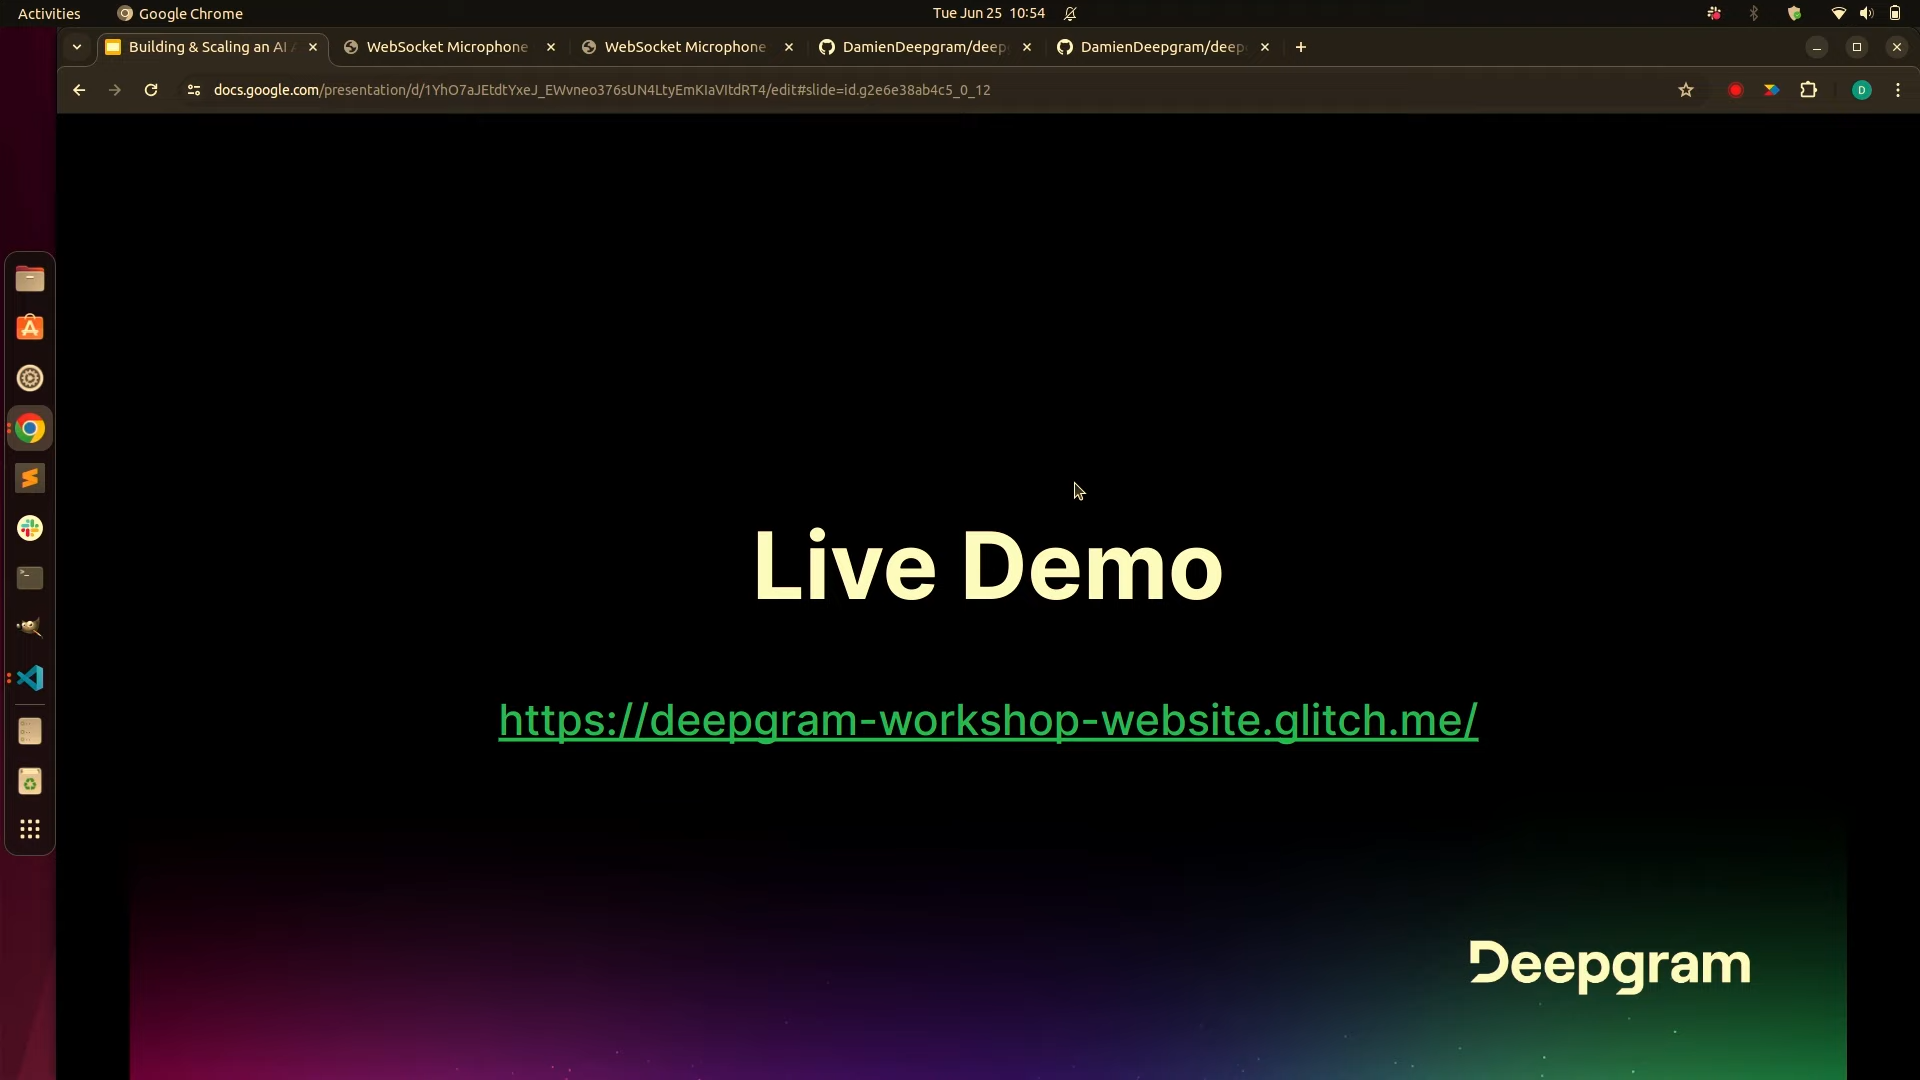 Activities
Google Chrome
Tue Jun 25 10:54
Building & Scaling an AI A
WebSocket Microphone
WebSocket Microphone
DamienDeepgram/deep
DamienDeepgram/deep
docs.google.com/presentation/d/1YhO7aJEtdtYxeJ_EWvneo376sUN4LtyEmKIaVItdRT4/edit#slide=id.g2e6e38ab4c5_0_12
D
Live Demo
https://deepgram-workshop-website.glitch.me/
Deepgram